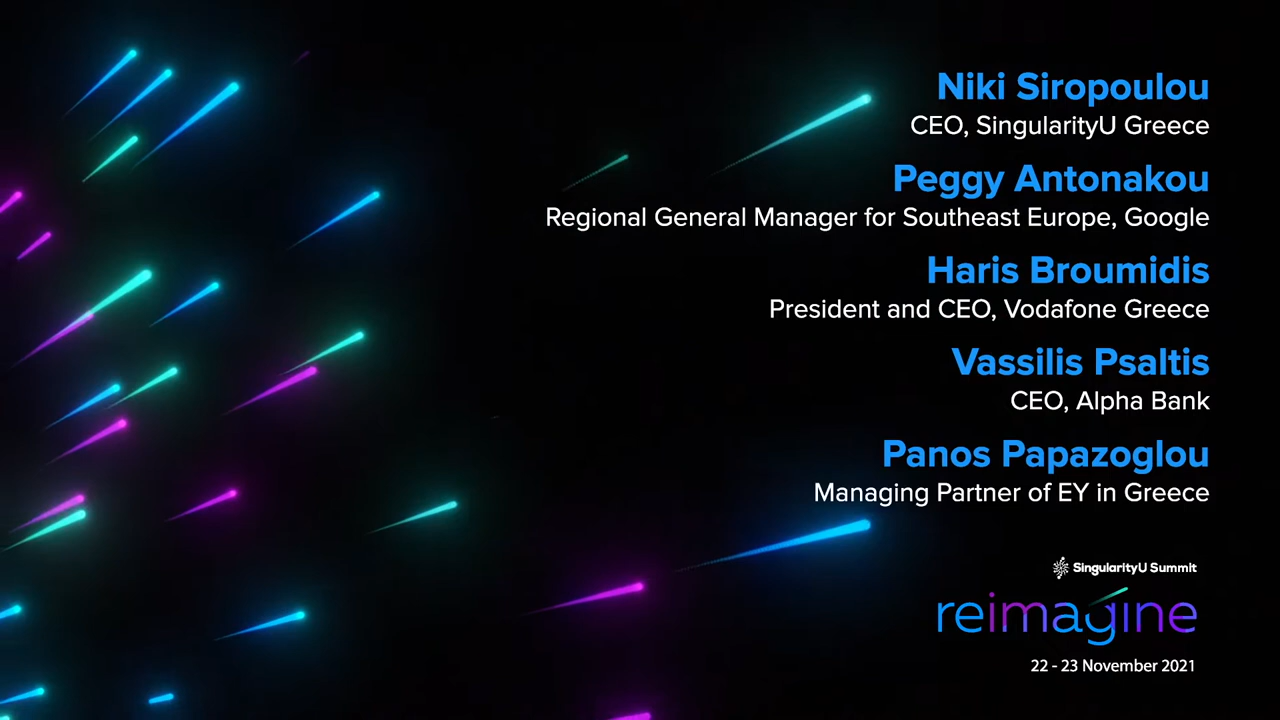 Niki Siropoulou
CEO, SingularityU Greece
Peggy Antonakou
Regional General Manager for Southeast Europe, Google
Haris Broumidis
President and CEO, Vodafone Greece
Vassilis Psaltis
CEO, Alpha Bank
Panos Papazoglou
Managing Partner of EY in Greece
SingularityU Summit
reimagine
22 - 23 November 2021